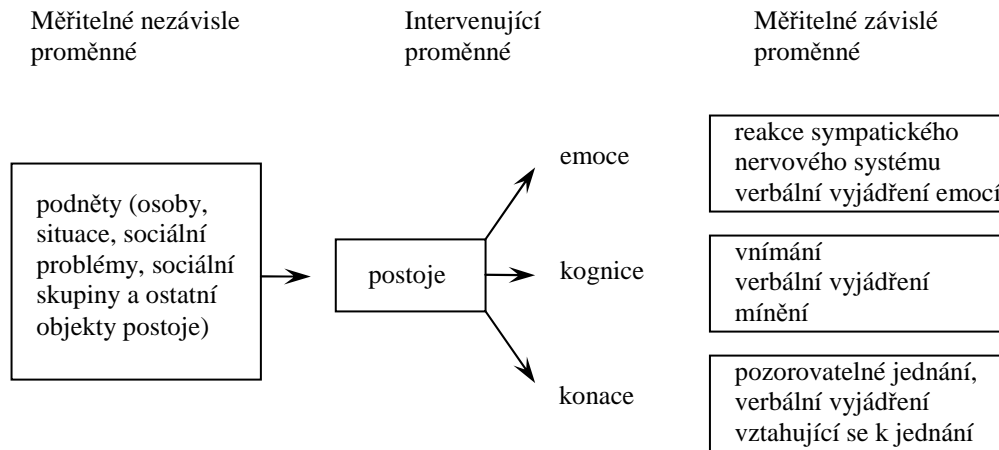 Měřitelné nezávisle
proměnné
Intervenující
proměnné
Měřitelné závislé
proměnné
podněty (osoby,
situace, sociální
problémy, sociální
skupiny a ostatní
objekty postoje)
postoje
emoce
kognice
konace
reakce sympatického
nervového systému
verbální vyjádření emocí
vnímání
verbální vyjádření
mínění
pozorovatelné jednání,
verbální vyjádření
vztahující se k jednání